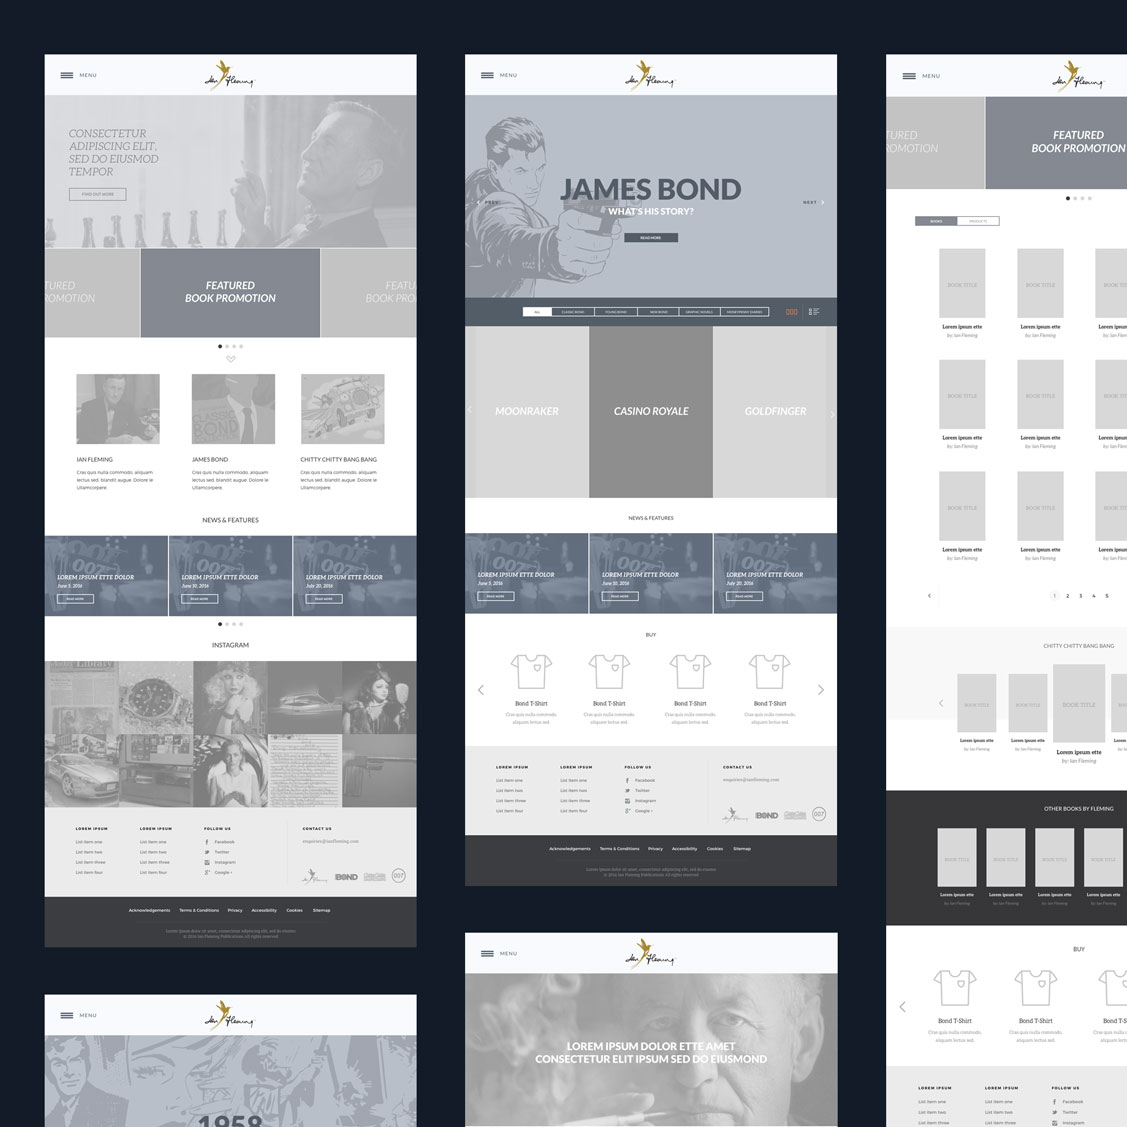 MENU
Ian Fleming
CONSECTETUR
ADIPISCING ELIT,
SED DO EIUSMOD
TEMPOR
FIND OUT MORE
TURED
ROMOTION
FEATURED
BOOK PROMOTION
FEATU
BOOK PRO
IAN FLEMING
Cras quis nulla commodo, aliquam
lectus sed, blandit augue. Dolore le
Ullamcorpore.
JAMES BOND
Cras quis nulla commodo, aliquam
lectus sed, blandit augue. Dolore le
Ullamcorpore.
CHITTY CHITTY BANG BANG
Cras quis nulla commodo, aliquam
lectus sed, blandit augue. Dolore le
Ullamcorpore.
NEWS & FEATURES
LOREM IPSUM ETTE DOLOR
June 5, 2016
READ MORE
LOREM IPSUM ETTE DOLOR
June 10, 2016
READ MORE
LOREM IPSUM ETTE DOLOR
July 20, 2016
READ MORE
INSTAGRAM
LOREM IPSUM
List item one
List item two
List item three
List item four
LOREM IPSUM
List item one
List item two
List item three
List item four
FOLLOW US
Facebook
Twitter
Instagram
Google +
CONTACT US
enquiries@ianfleming.com
Ian Fleming
BOND
007
Acknowledgements Terms & Conditions Privacy Accessibility Cookies Sitemap
Lorem ipsum dolor sit amet, consectetur adipiscing elit, sed do eiusmo
© 2016 Ian Fleming Publications All rights reserved
MENU
Ian Fleming
1958
MENU
Ian Fleming
PREV
JAMES BOND
WHAT'S HIS STORY?
READ MORE
NEXT
ALL
CLASSIC BOND
YOUNG BOND
NEW BOND
GRAPHIC NOVELS
MONEYPENNY DIARIES
MOONRAKER
CASINO ROYALE
GOLDFINGER
NEWS & FEATURES
LOREM IPSUM ETTE DOLOR
June 5, 2016
READ MORE
LOREM IPSUM ETTE DOLOR
June 10, 2016
READ MORE
LOREM IPSUM ETTE DOLOR
July 20, 2016
READ MORE
BUY
Bond T-Shirt
Cras quis nulla commodo,
aliquam lectus sed.
Bond T-Shirt
Cras quis nulla commodo,
aliquam lectus sed.
Bond T-Shirt
Cras quis nulla commodo,
aliquam lectus sed.
Bond T-Shirt
Cras quis nulla commodo,
aliquam lectus sed.
LOREM IPSUM
List item one
List item two
List item three
List item four
LOREM IPSUM
List item one
List item two
List item three
List item four
FOLLOW US
Facebook
Twitter
Instagram
Google +
CONTACT US
enquiries@ianfleming.com
Ian Fleming
BOND
007
Acknowledgements Terms & Conditions Privacy Accessibility Cookies Sitemap
Lorem ipsum dolor sit amet, consectetur adipiscing elit, sed do eiusmo
© 2016 Ian Fleming Publications All rights reserved
MENU
Ian Fleming
LOREM IPSUM DOLOR ETTE AMET
CONSECTETUR ELIT IPSUM SED DO EIUSMOND
MENU
Ian Fleming
TURED
ROMOTION
FEATURED
BOOK PROMOTION
BOOKS
PRODUCTS
BOOK TITLE BOOK TITLE BOOK TI
Lorem ipsum ette Lorem ipsum ette Lorem ipsu
by: Ian Fleming by: Ian Fleming by: Ian Fl
BOOK TITLE BOOK TITLE BOOK TI
Lorem ipsum ette Lorem ipsum ette Lorem ipsu
by: Ian Fleming by: Ian Fleming by: Ian Fl
BOOK TITLE BOOK TITLE BOOK TI
Lorem ipsum ette Lorem ipsum ette Lorem ipsu
by: Ian Fleming by: Ian Fleming by: Ian Fl
1 2 3 4 5
CHITTY CHITTY BANG BANG
BOOK TITLE BOOK TITLE BOOK TITLE BOO
Lorem ipsum ette Lorem ipsum ette Lorem ipsum ette Lorem
by: Ian Fleming by: Ian Fleming by: Ian Fleming
OTHER BOOKS BY FLEMING
BOOK TITLE BOOK TITLE BOOK TITLE BOOK TITLE
Lorem ipsum ette Lorem ipsum ette Lorem ipsum ette Lorem ipsum ette
by: Ian Fleming by: Ian Fleming by: Ian Fleming by: Ian Fleming
BUY
Bond T-Shirt Bond T-Shirt Bond T-S
Cras quis nulla commodo, Cras quis nulla commodo, Cras quis nul
aliquam lectus sed. aliquam lectus sed. aliquam le
LOREM IPSUM
List item one
List item two
List item three
LOREM IPSUM
List item one
List item two
List item three
FOLLOW US
Facebook
Twitter
Instagram